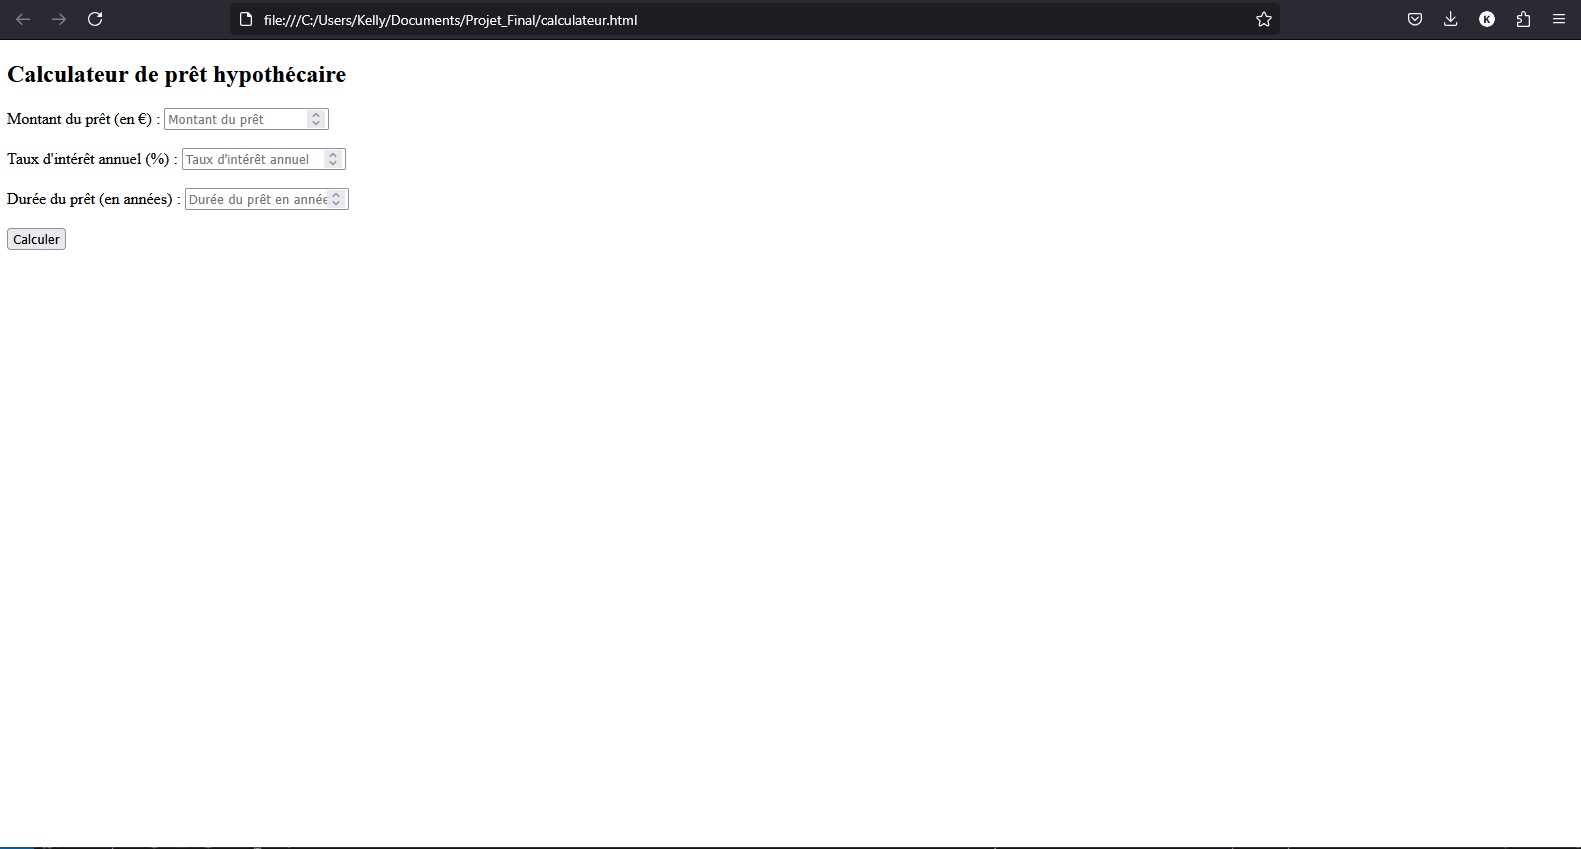 file:///C:/Users/Kelly/Documents/Projet_Final/calculateur.html
K
Calculateur de prêt hypothécaire
Montant du prêt (en €) : Montant du prêt
Taux d'intérêt annuel (%) : Taux d'intérêt annuel
Durée du prêt (en années) : Durée du prêt en année
Calculer